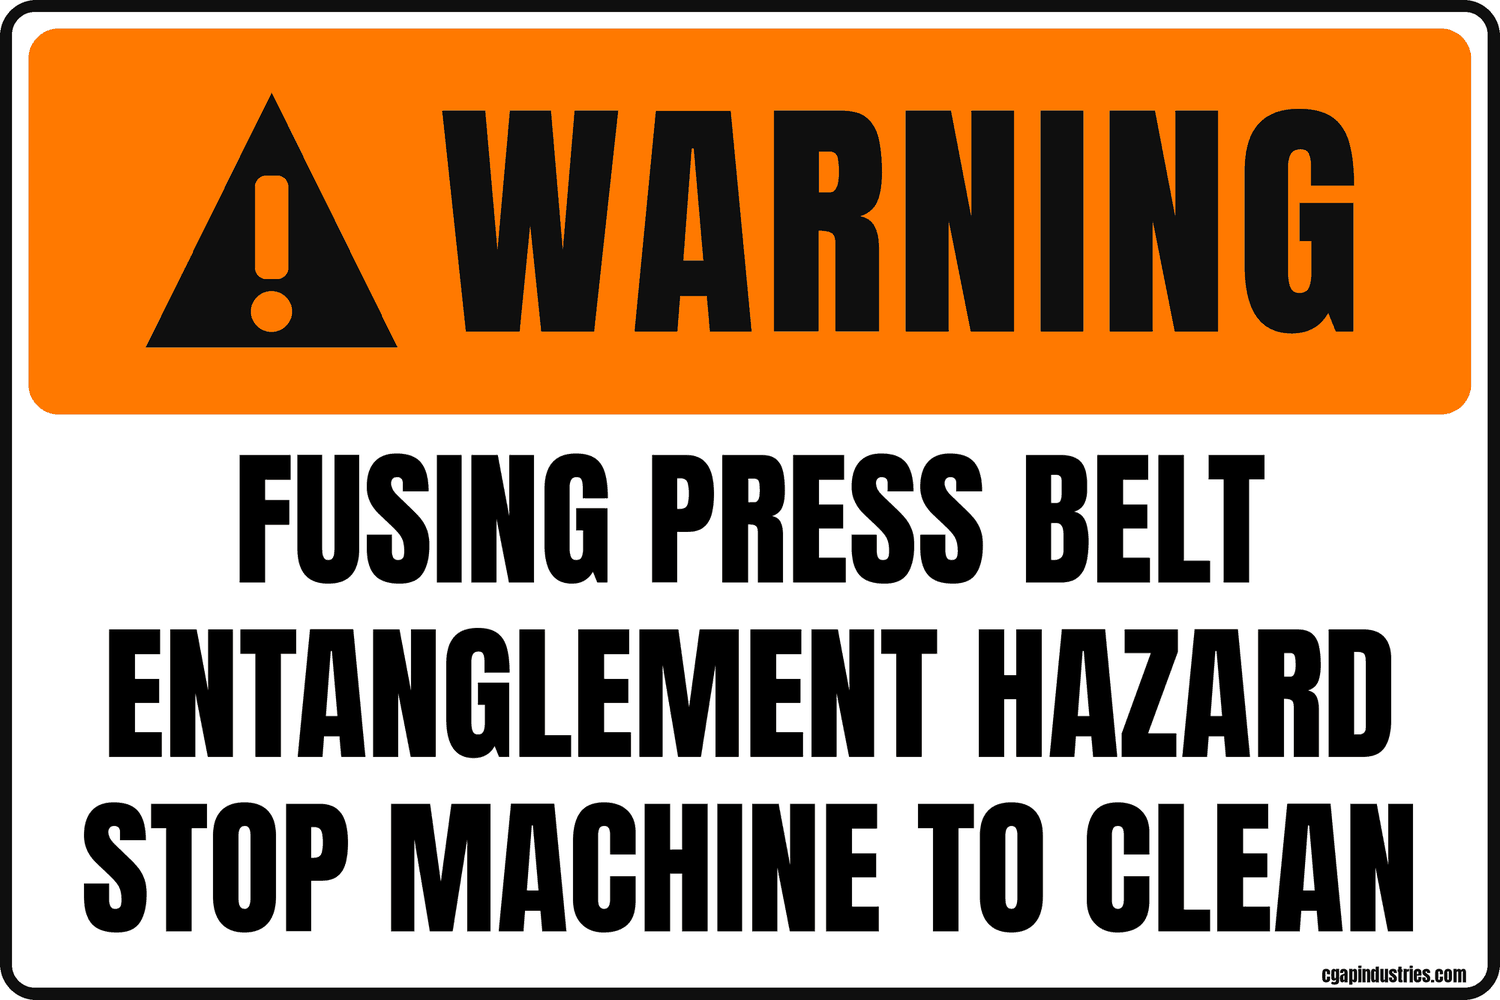 WARNING
FUSING PRESS BELT
ENTANGLEMENT HAZARD
STOP MACHINE TO CLEAN
cgapindustries.com